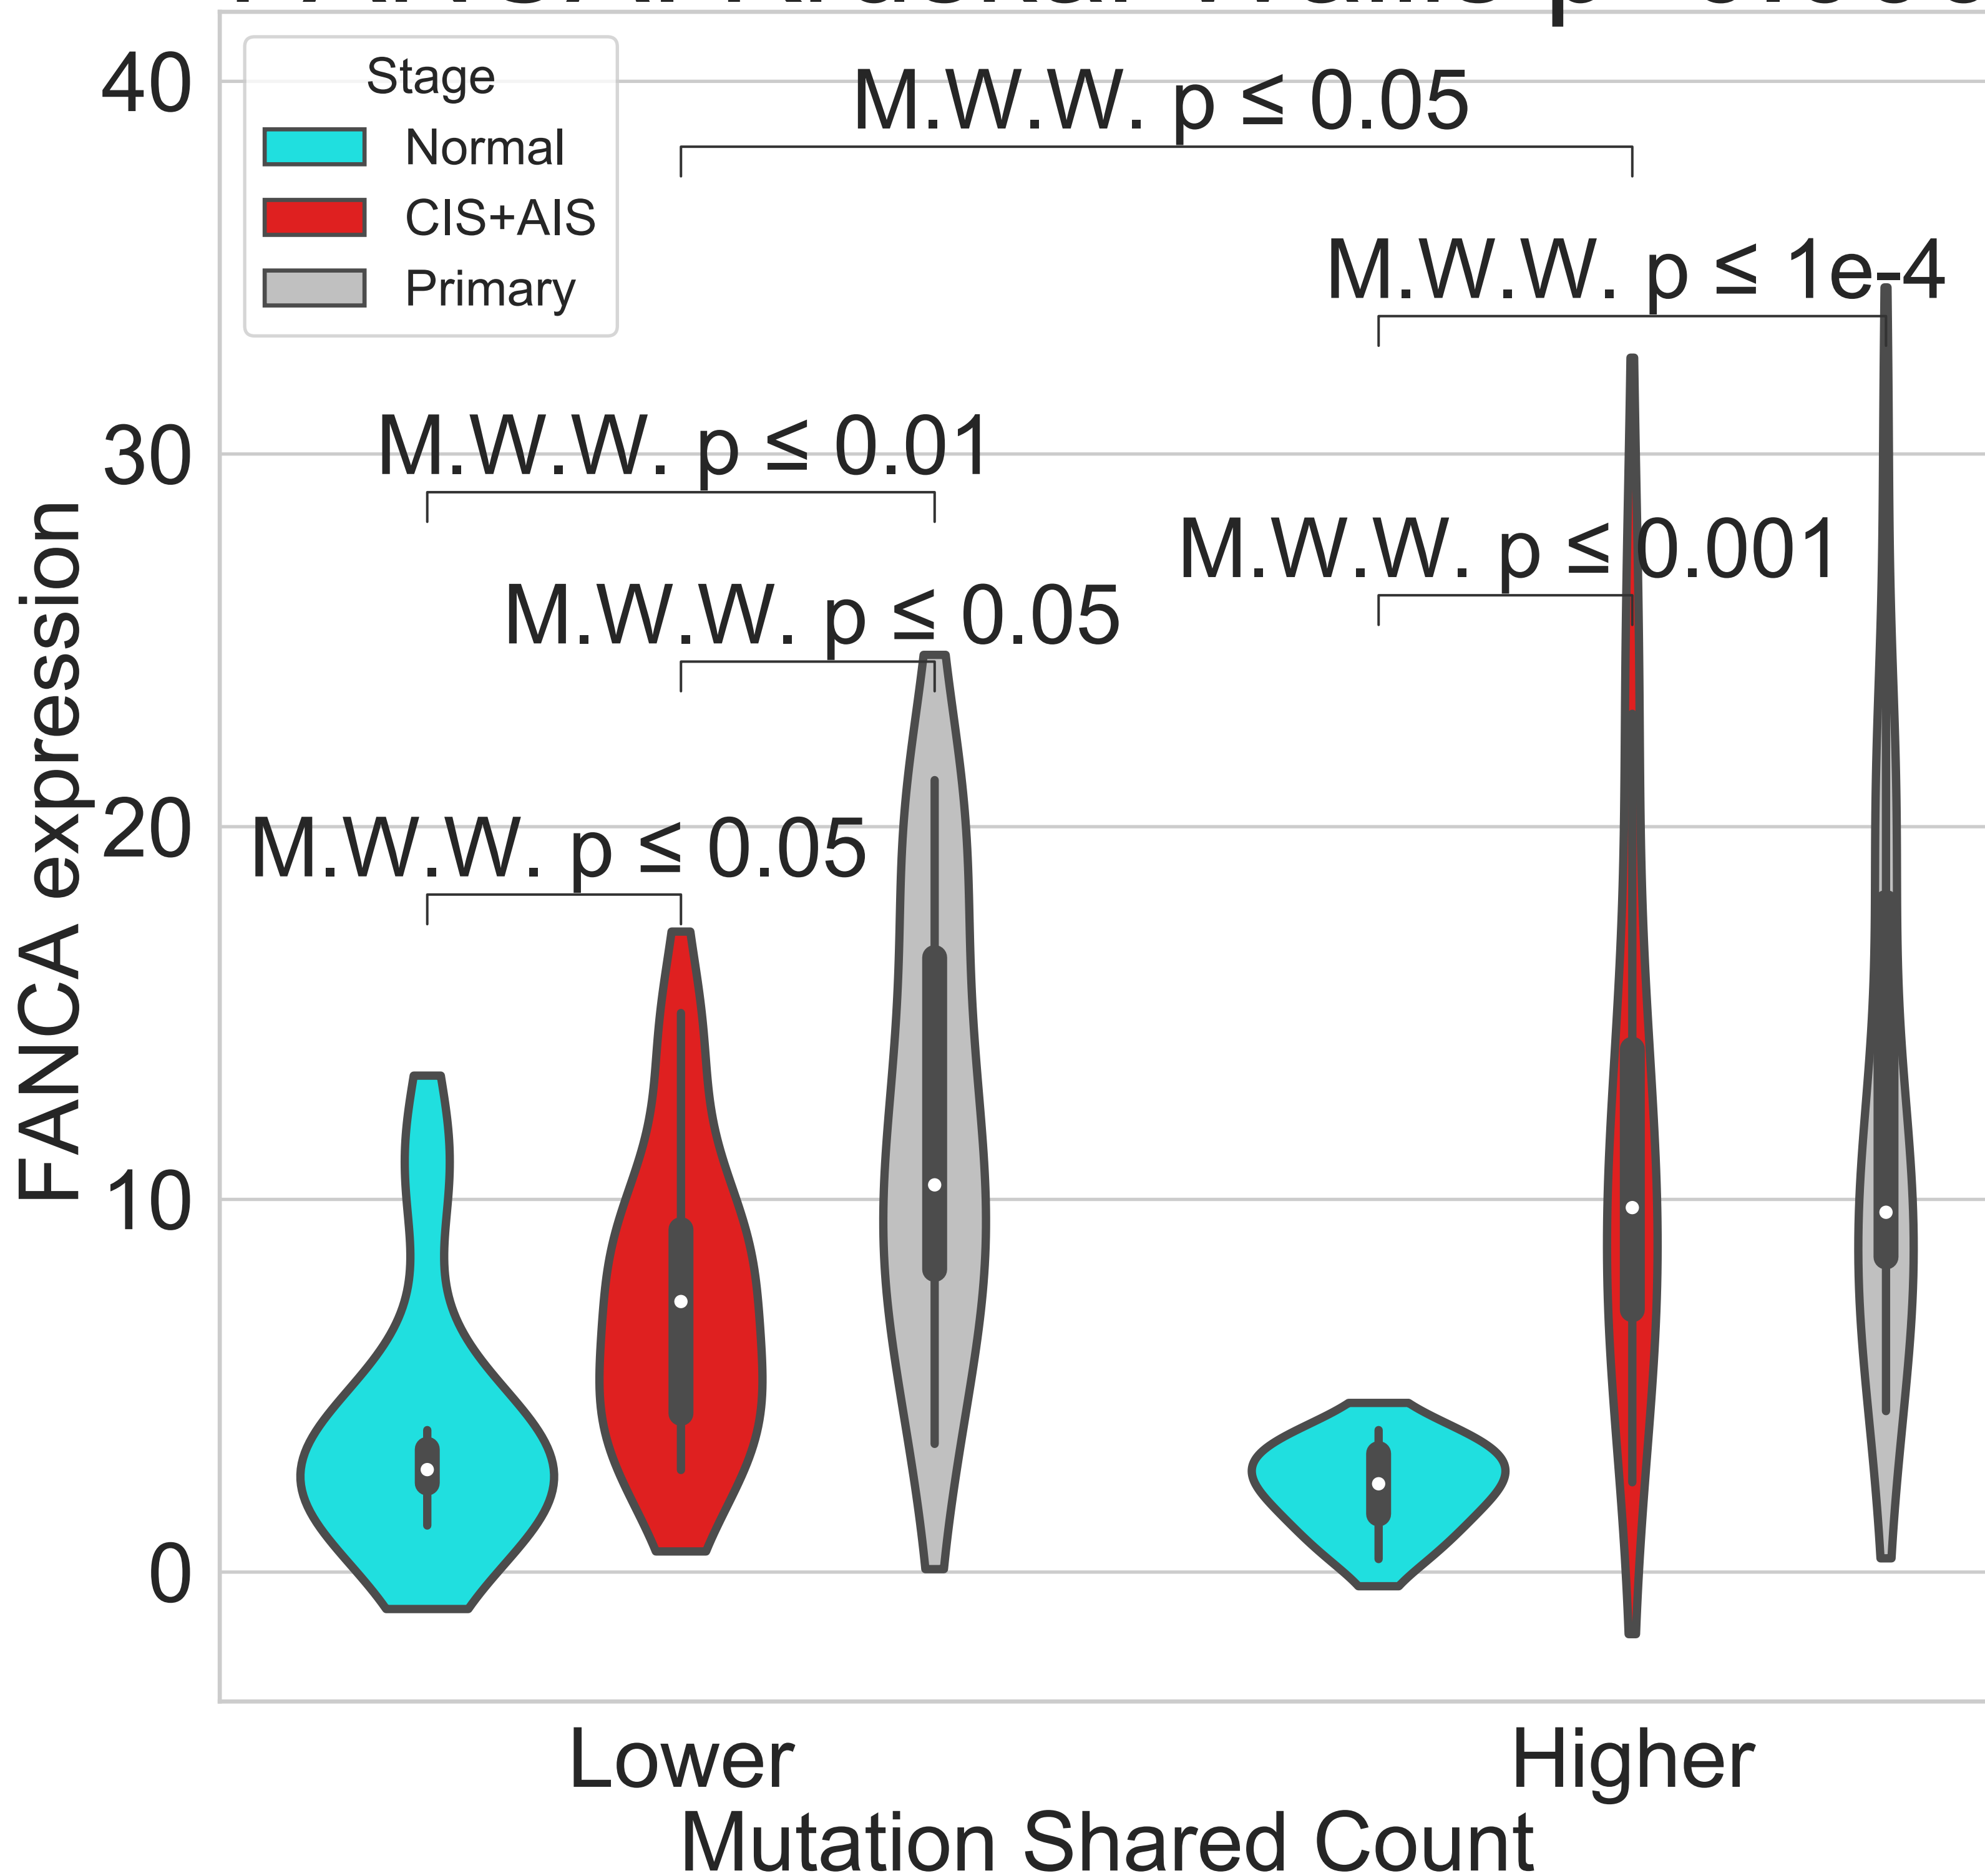 40
Stage
Normal
CIS+AIS
Primary
M.W.W. p ≤ 0.05
M.W.W. p ≤ 1e-4
M.W.W. p ≤ 0.01
30
M.W.W. p ≤ 0.001
M.W.W. p ≤ 0.05
M.W.W. p ≤ 0.05
20
10
0
FANCA expression
Lower
Higher
Mutation Shared Count